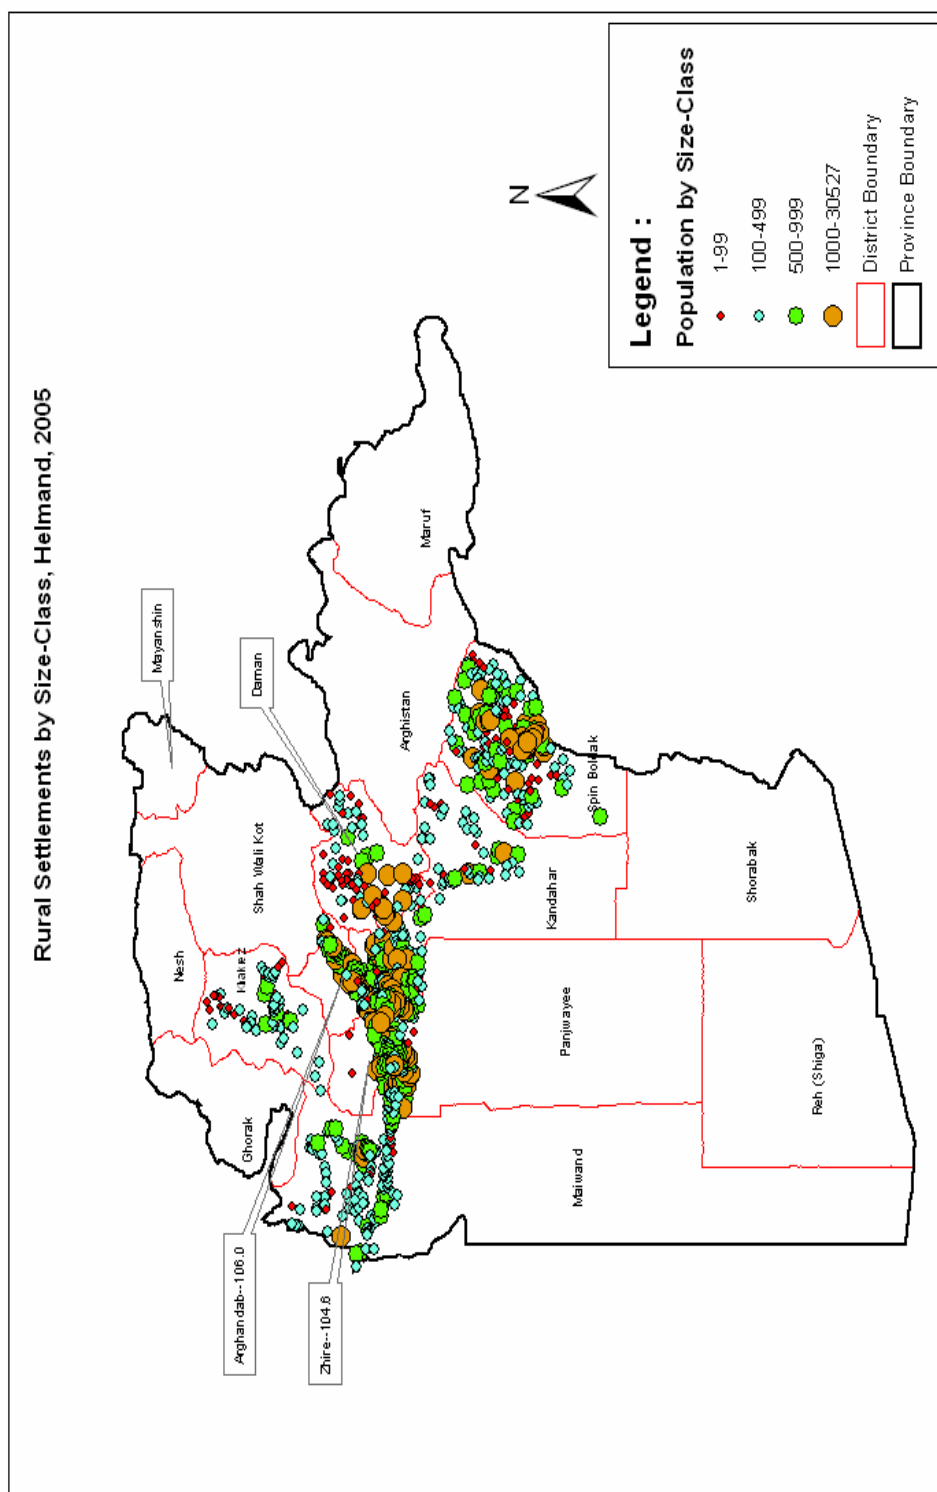 Rural Settlements by Size-Class, Helmand, 2005
Mayanshin
Daman
Arghandab--106.0
Zhire--104.6
Nesh
Shah Wali Kot
Khakez
Ghorak
Maruf
Arghistan
Spin Boldak
Kandahar
Shorabak
Panjwayee
Maiwand
Reh (Shiga)
N
Legend :
Population by Size-Class
1-99
100-499
500-999
1000-30527
District Boundary
Province Boundary